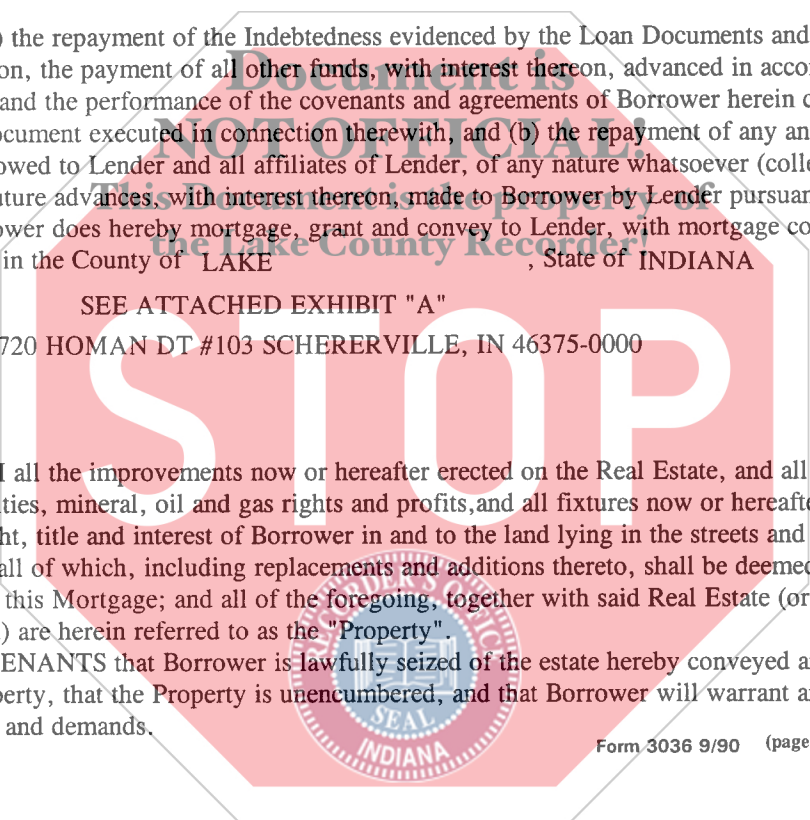 ) the repayment of the Indebtedness evidenced by the Loan Documents and
on, the payment of all other funds, with interest thereon, advanced in acco
and the performance of the covenants and agreements of Borrower herein c
ocument executed in connection therewith, and (b) the repayment of any an
owed to Lender and all affiliates of Lender, of any nature whatsoever (colle
uture advances, with interest thereon, made to Borrower by Lender pursuan
ower does hereby mortgage, grant and convey to Lender, with mortgage co
in the County of LAKE , State of INDIANA
SEE ATTACHED EXHIBIT "A"
720 HOMAN DT #103 SCHERERVILLE, IN 46375-0000
all the improvements now or hereafter erected on the Real Estate, and all
ties, mineral, oil and gas rights and profits,and all fixtures now or hereafte
ht, title and interest of Borrower in and to the land lying in the streets and
all of which, including replacements and additions thereto, shall be deemed
this Mortgage; and all of the foregoing, together with said Real Estate (or
) are herein referred to as the "Property".
ENANTS that Borrower is lawfully seized of the estate hereby conveyed a
perty, that the Property is unencumbered, and that Borrower will warrant a
and demands.
Form 3036 9/90 (page
Document is
NOT OFFICIAL!
This Document is the property of
the Lake County Recorder!
STOP
RECORDER'S OFFICE
SEAL
INDIANA